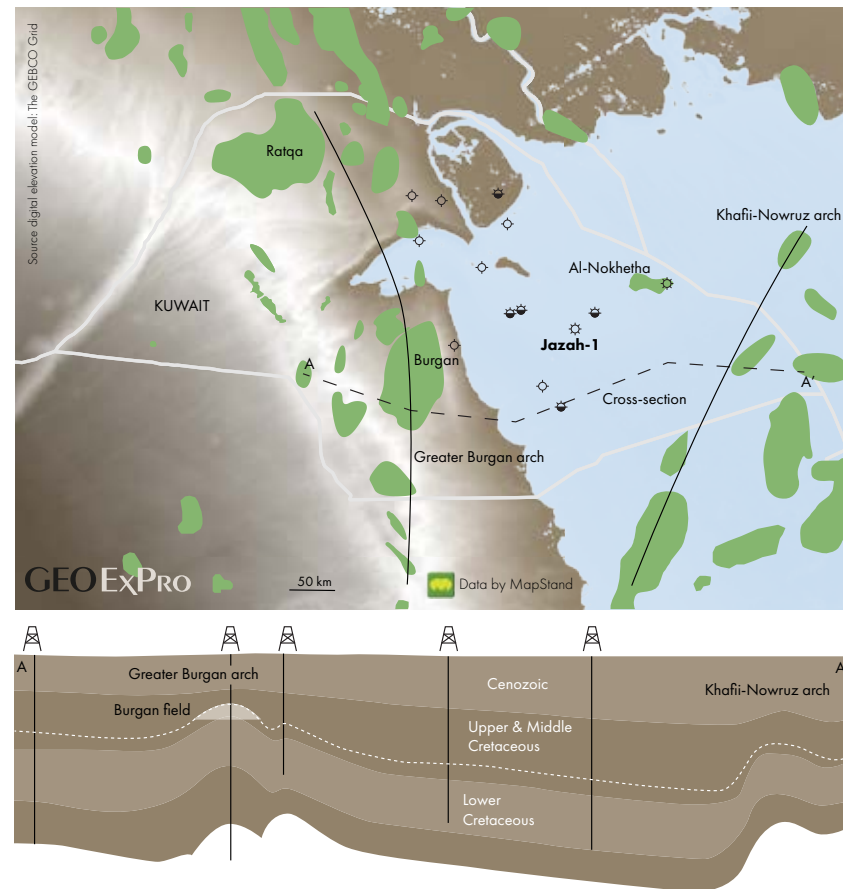 Source digital elevation model: The GEBCO Grid
Ratqa
Khafii-Nowruz arch
Al-Nokhetha
KUWAIT
Jazah-1
A
Burgan
A'
Cross-section
Greater Burgan arch
GEOEXPRO
50 km
Data by MapStand
A
Greater Burgan arch
Cenozoic
Khafii-Nowruz arch
A
Burgan field
Upper & Middle
Cretaceous
Lower
Cretaceous